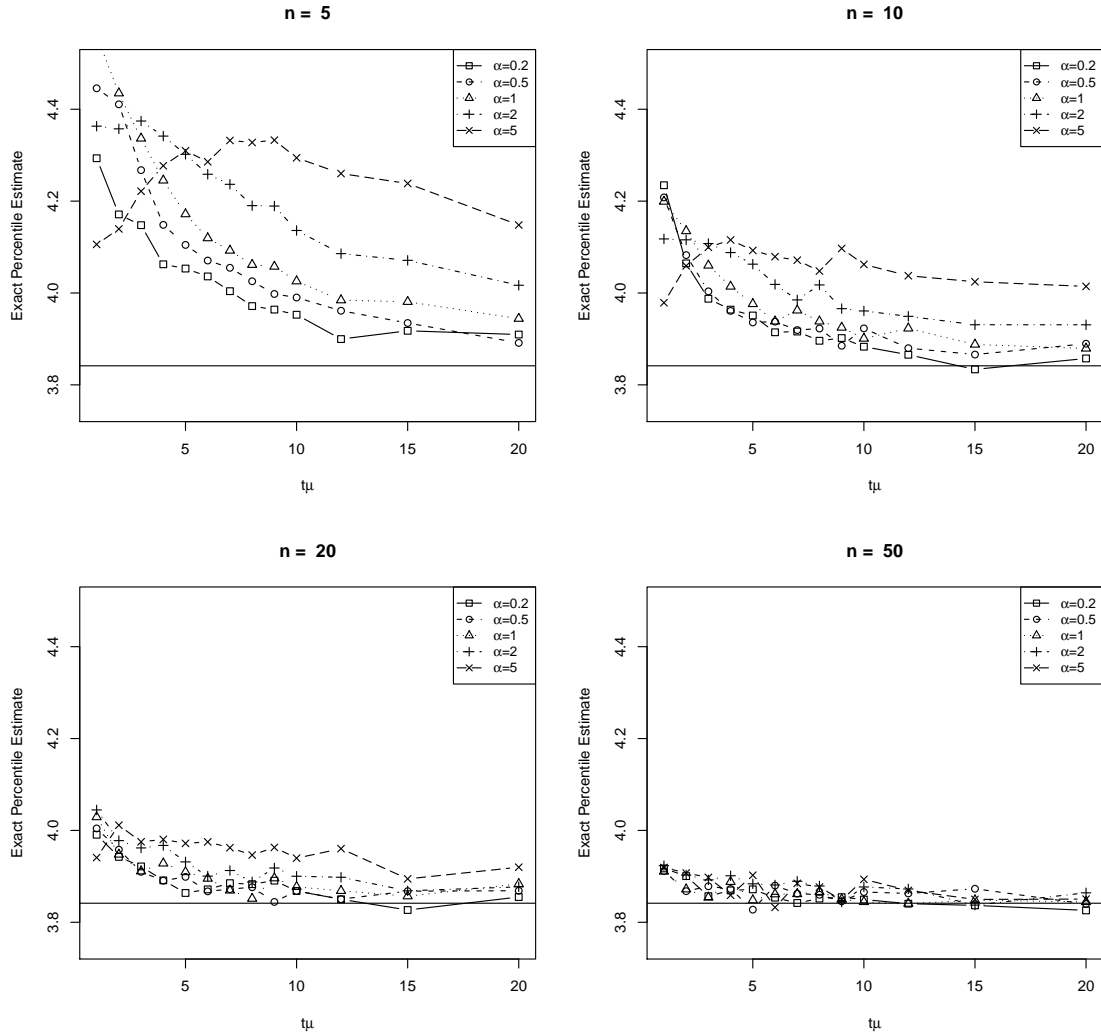 n = 5
α=0.2
α=0.5
α=1
α=2
α=5
Exact Percentile Estimate
4.4
4.2
4.0
3.8
5
10
15
20
tμ
n = 10
α=0.2
α=0.5
α=1
α=2
α=5
Exact Percentile Estimate
4.4
4.2
4.0
3.8
5
10
15
20
tμ
n = 20
α=0.2
α=0.5
α=1
α=2
α=5
Exact Percentile Estimate
4.4
4.2
4.0
3.8
5
10
15
20
tμ
n = 50
α=0.2
α=0.5
α=1
α=2
α=5
Exact Percentile Estimate
4.4
4.2
4.0
3.8
5
10
15
20
tμ